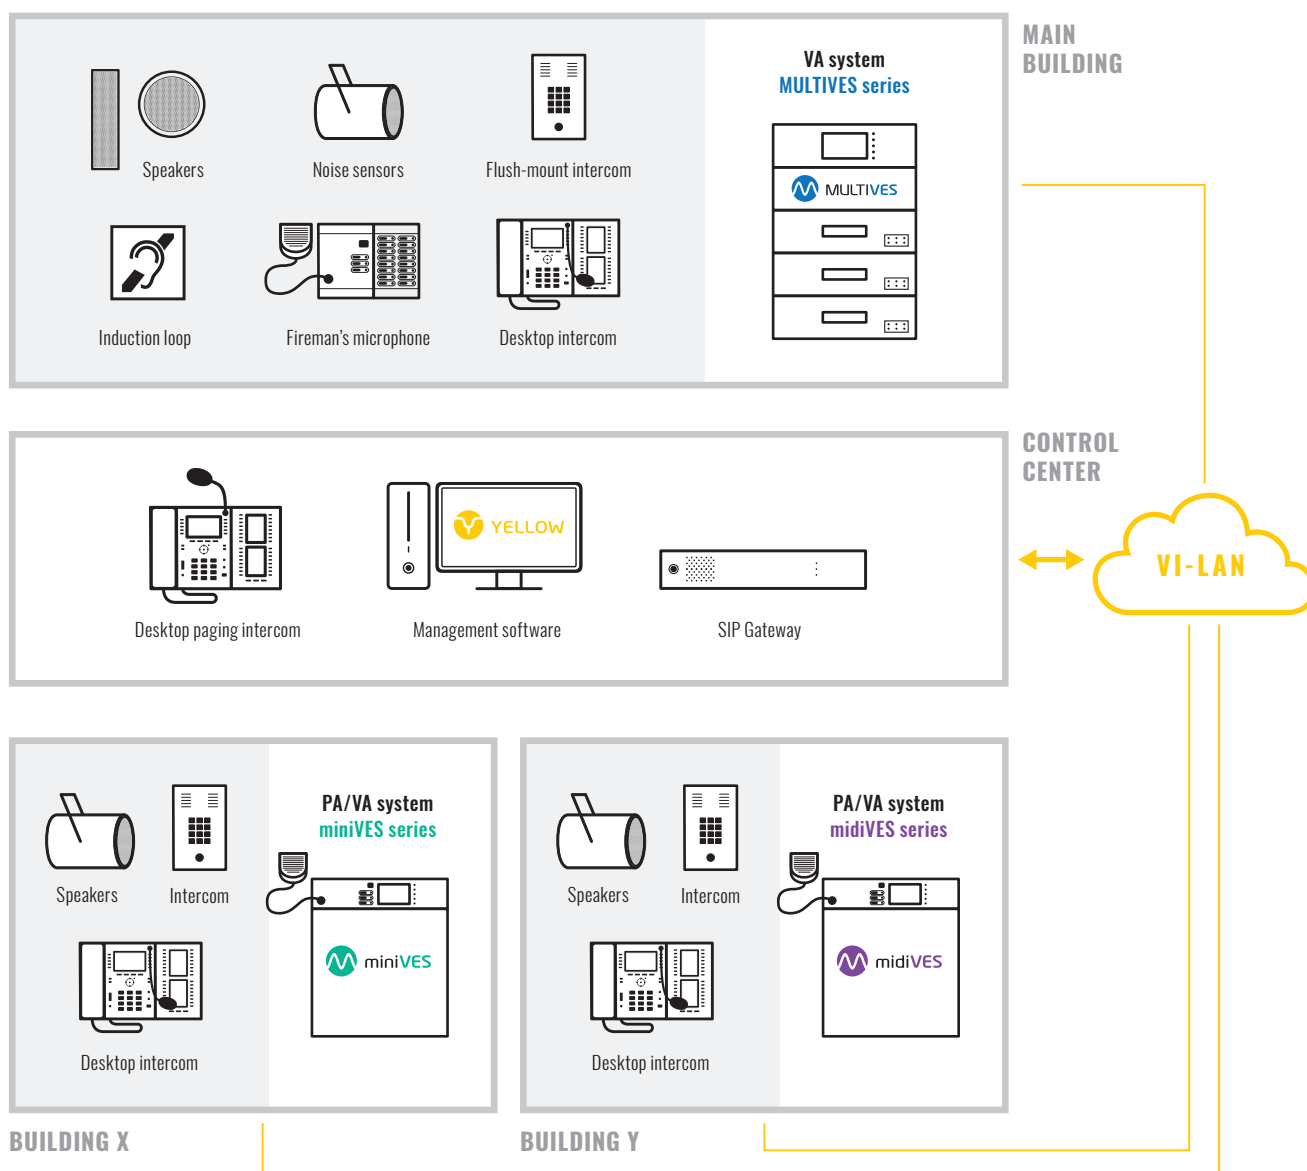 MAIN
BUILDING
VA system
MULTIVES series
MULTIVES
Speakers
Noise sensors
Flush-mount intercom
Induction loop
Fireman's microphone
Desktop intercom
CONTROL
CENTER
YELLOW
Desktop paging intercom
Management software
SIP Gateway
VI-LAN
PA/VA system
miniVES series
Speakers
Intercom
miniVES
Desktop intercom
BUILDING X
PA/VA system
midiVES series
Speakers
Intercom
midiVES
Desktop intercom
BUILDING Y